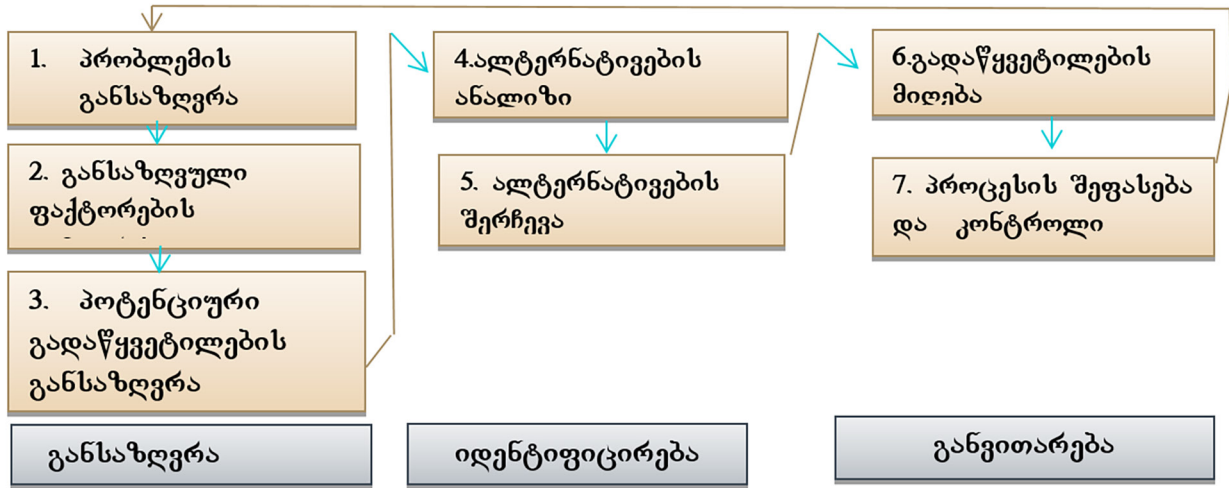 1. პრობლემის
განსაზღვრა
2. განსაზღვული
ფაქტორების
3. პოტენციური
გადაწყვეტილების
განსაზღვრა
განსაზღვრა
4.ალტერნატივების
ანალიზი
5. ალტერნატივების
შერჩევა
იდენტიფიცირება
6.გადაწყვეტილების
მიღება
7. პროცესის შეფასება
და კონტროლი
განვითარება